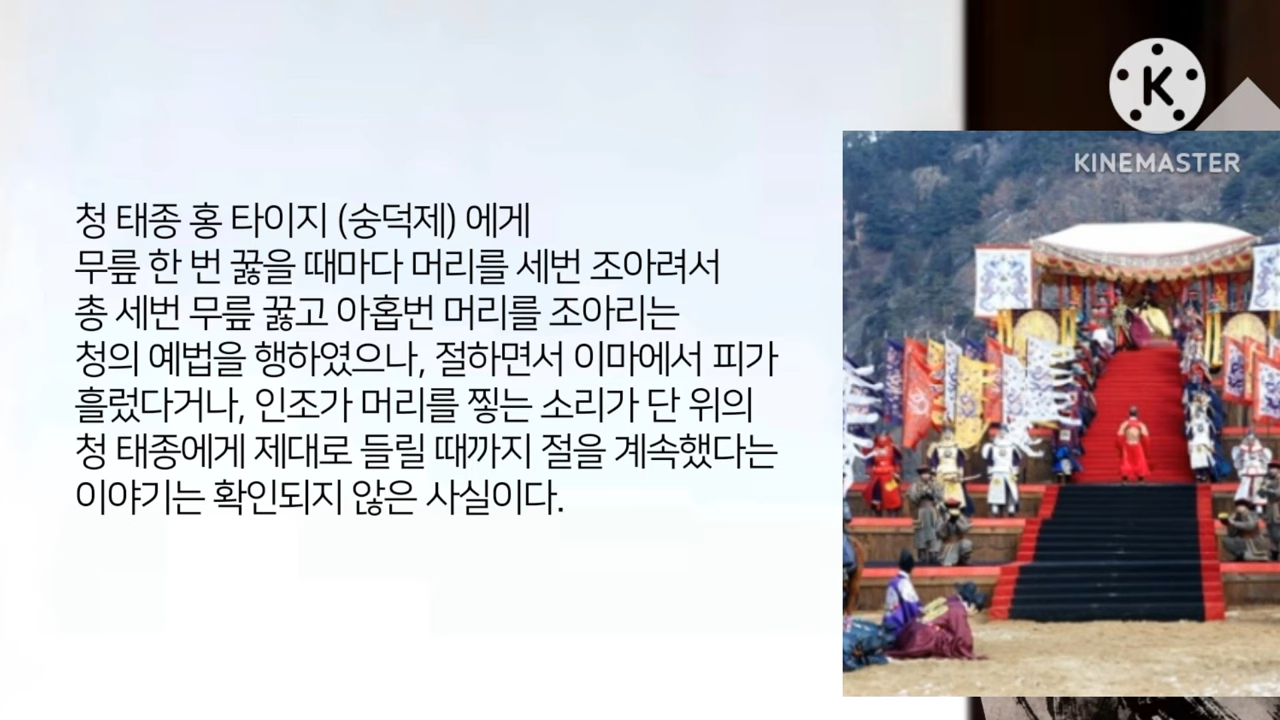 청 태종 홍 타이지 (숭덕제) 에게
무릎 한 번 꿇을 때마다 머리를 세번 조아려서
총 세번 무릎 꿇고 아홉번 머리를 조아리는
청의 예법을 행하였으나, 절하면서 이마에서 피가
흘렀다거나, 인조가 머리를 찧는 소리가 단 위의
청 태종에게 제대로 들릴 때까지 절을 계속했다는
이야기는 확인되지 않은 사실이다.
K
KINEMASTER